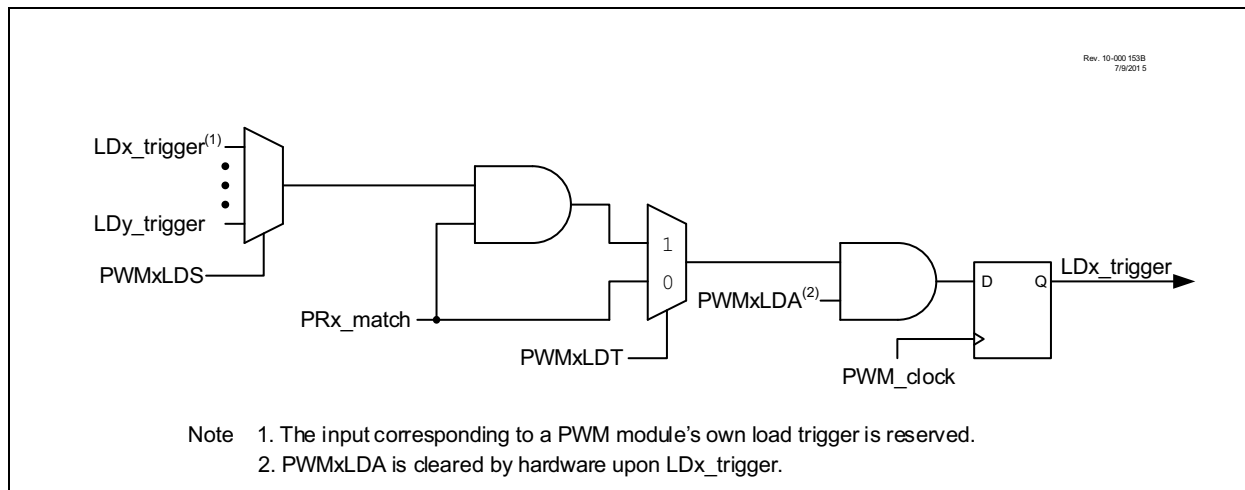 Rev. 10-000 153B
7/9/201 5
LDx_trigger(1)
LDy_trigger
PWMxLDS
PRx_match
1
0
PWMxLDT
PWMxLDA(2)
D
Q
PWM_clock
LDx_trigger
Note 1. The input corresponding to a PWM module’s own load trigger is reserved.
2. PWMxLDA is cleared by hardware upon LDx_trigger.